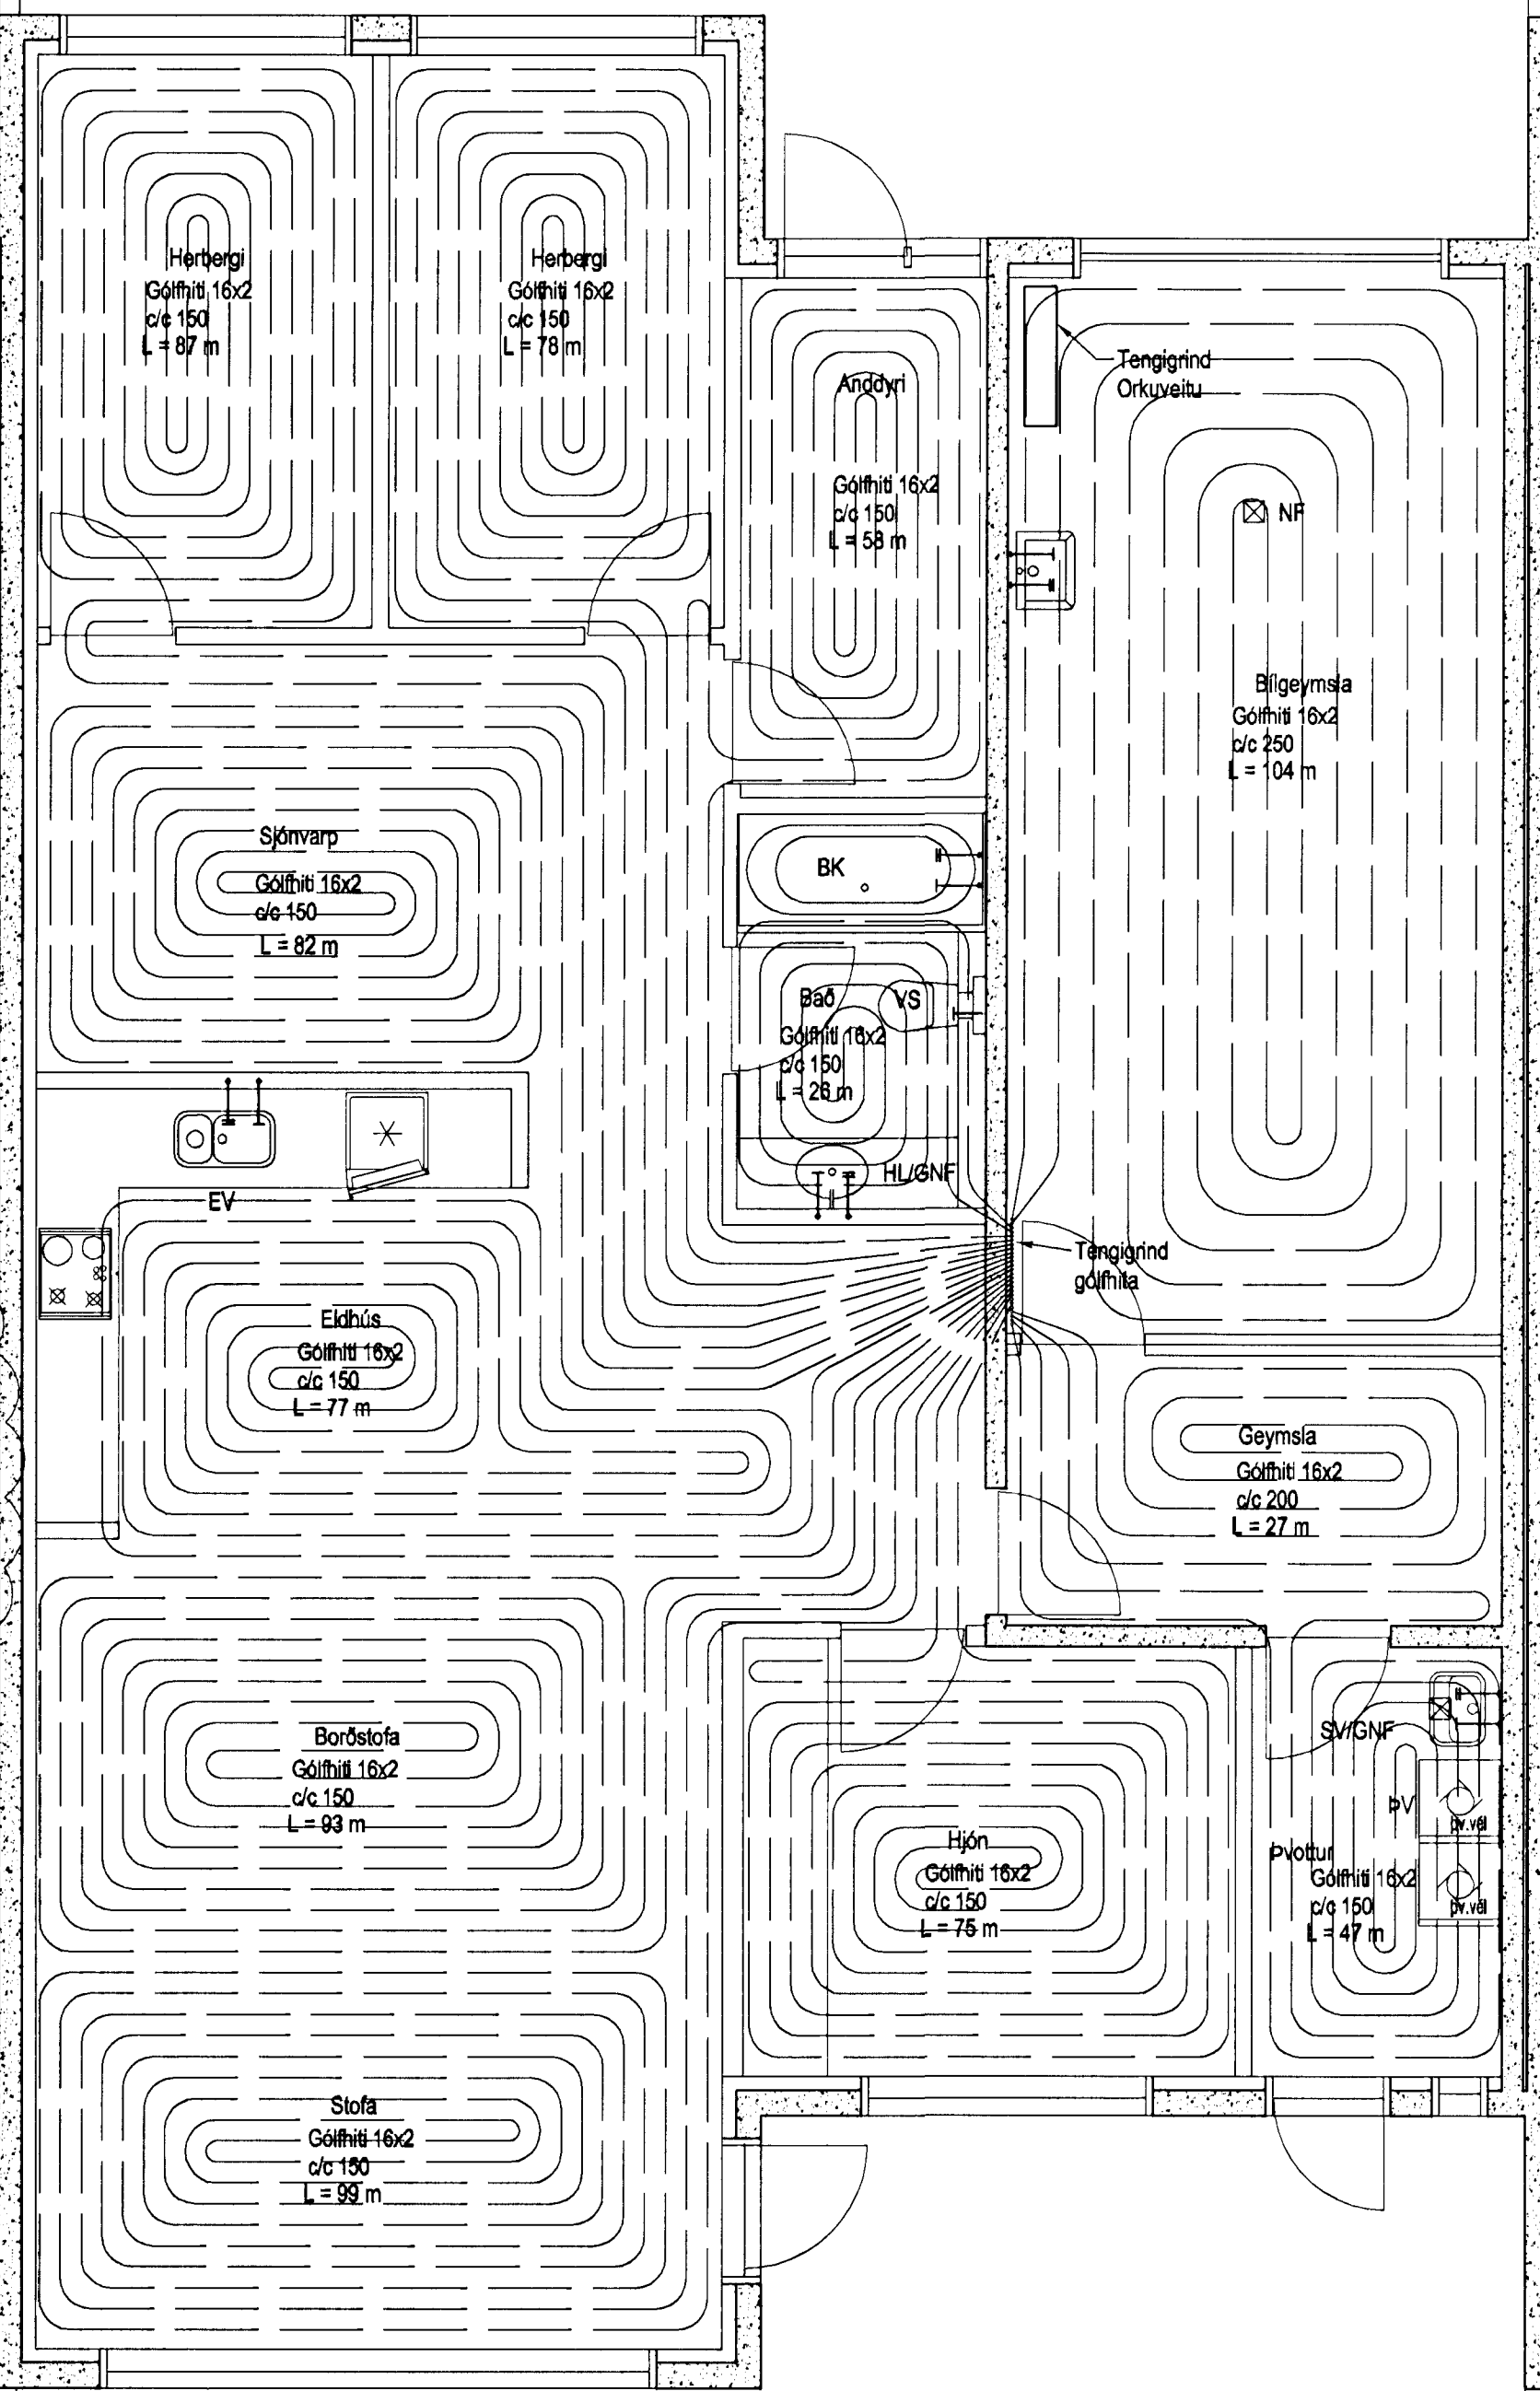 Herbergi
Gólfhiti 16x2
c/c 150
L = 87 m
Herbergi
Gólfhiti 16x2
c/c 150
L = 78 m
Anddyri
Gólfhiti 16x2
c/c 150
L = 58 m
Tengigrind
Orkuveitu
NF
Bílgeymsla
Gólfhiti 16x2
c/c 250
L = 104 m
Sjónvarp
Gólfhiti 16x2
c/c 150
L = 82 m
BK
Bað
VS
Gólfhiti 16x2
c/c 150
L = 26 m
HL/GNF
EV
Tengigrind
gólfhita
Eldhús
Gólfhiti 16x2
c/c 150
L = 77 m
Geymsla
Gólfhiti 16x2
c/c 200
L = 27 m
Borðstofa
Gólfhiti 16x2
c/c 150
L = 93 m
SV/GNF
ÞV
þv.vél
Hjón
Gólfhiti 16x2
c/c 150
L = 75 m
Þvottur
Gólfhiti 16x2
c/c 150
L = 47 m
þv.vél
Stofa
Gólfhiti 16x2
c/c 150
L = 99 m